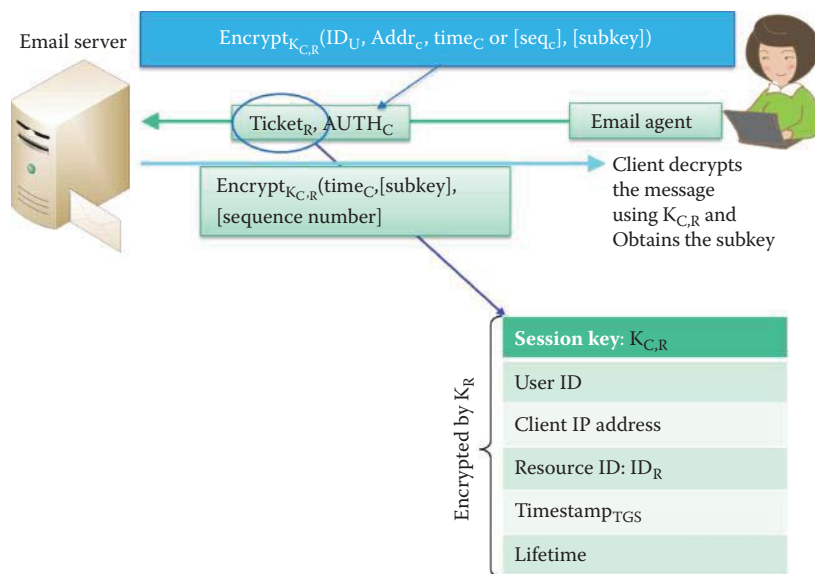 Email server
Encrypt_{K_{C,R}}(ID_U, Addr_c, time_C or [seq_c], [subkey])
Ticket_R, AUTH_C
Email agent
Encrypt_{K_{C,R}}(time_C,[subkey],
[sequence number]
Client decrypts
the message
using K_{C,R} and
Obtains the subkey
Encrypted by K_R
Session key: K_{C,R}
User ID
Client IP address
Resource ID: ID_R
Timestamp_{TGS}
Lifetime